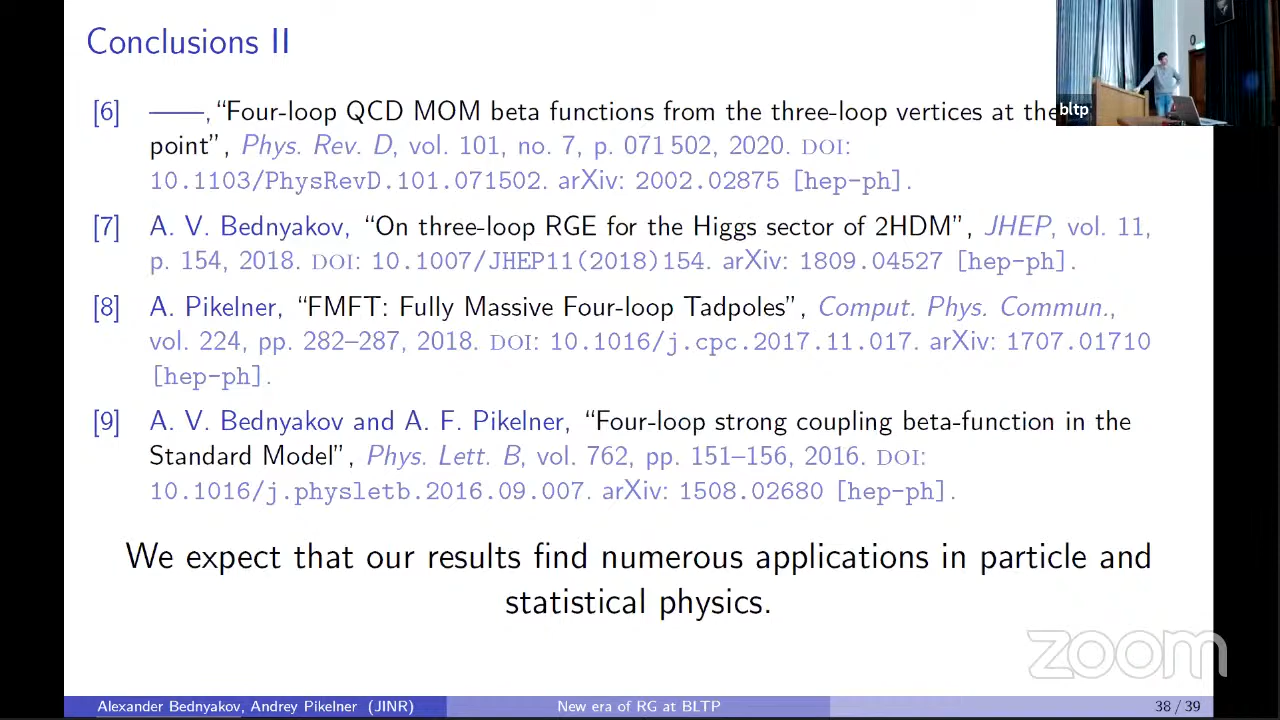 Conclusions II
[6] ——, “Four-loop QCD MOM beta functions from the three-loop vertices at the
point”, Phys. Rev. D, vol. 101, no. 7, p. 071 502, 2020. DOI:
10.1103/PhysRevD.101.071502. arXiv: 2002.02875 [hep-ph].
[7] A. V. Bednyakov, “On three-loop RGE for the Higgs sector of 2HDM”, JHEP, vol. 11,
p. 154, 2018. DOI: 10.1007/JHEP11(2018)154. arXiv: 1809.04527 [hep-ph].
[8] A. Pikelner, “FMFT: Fully Massive Four-loop Tadpoles”, Comput. Phys. Commun.,
vol. 224, pp. 282–287, 2018. DOI: 10.1016/j.cpc.2017.11.017. arXiv: 1707.01710
[hep-ph].
[9] A. V. Bednyakov and A. F. Pikelner, “Four-loop strong coupling beta-function in the
Standard Model”, Phys. Lett. B, vol. 762, pp. 151–156, 2016. DOI:
10.1016/j.physletb.2016.09.007. arXiv: 1508.02680 [hep-ph].
We expect that our results find numerous applications in particle and
statistical physics.
bltp
zoom
Alexander Bednyakov, Andrey Pikelner (JINR) New era of RG at BLTP 38 / 39